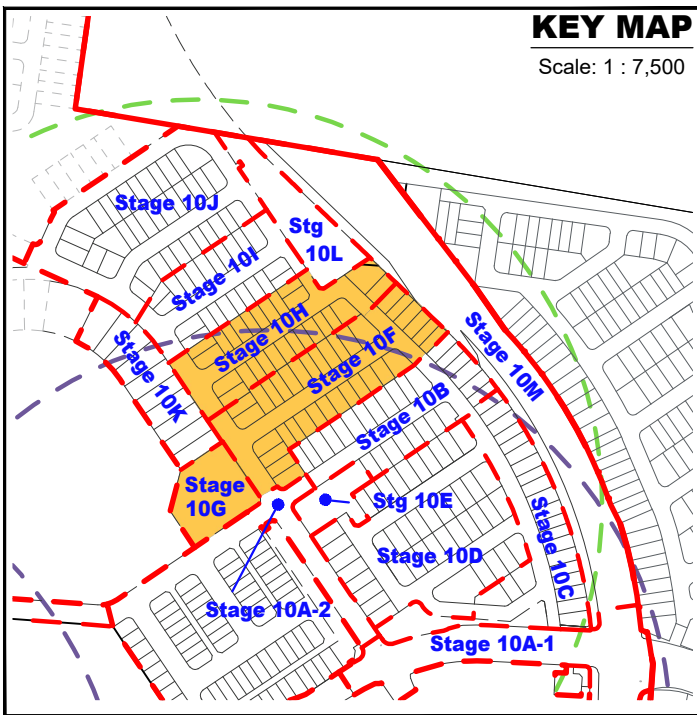 KEY MAP
Scale: 1 : 7,500
Stage 10J
Stg
10L
Stage 10I
Stage 10H
Stage 10F
Stage 10M
Stage 10K
Stage 10B
Stage
10G
Stg 10E
Stage 10D
Stage 10C
Stage 10A-2
Stage 10A-1